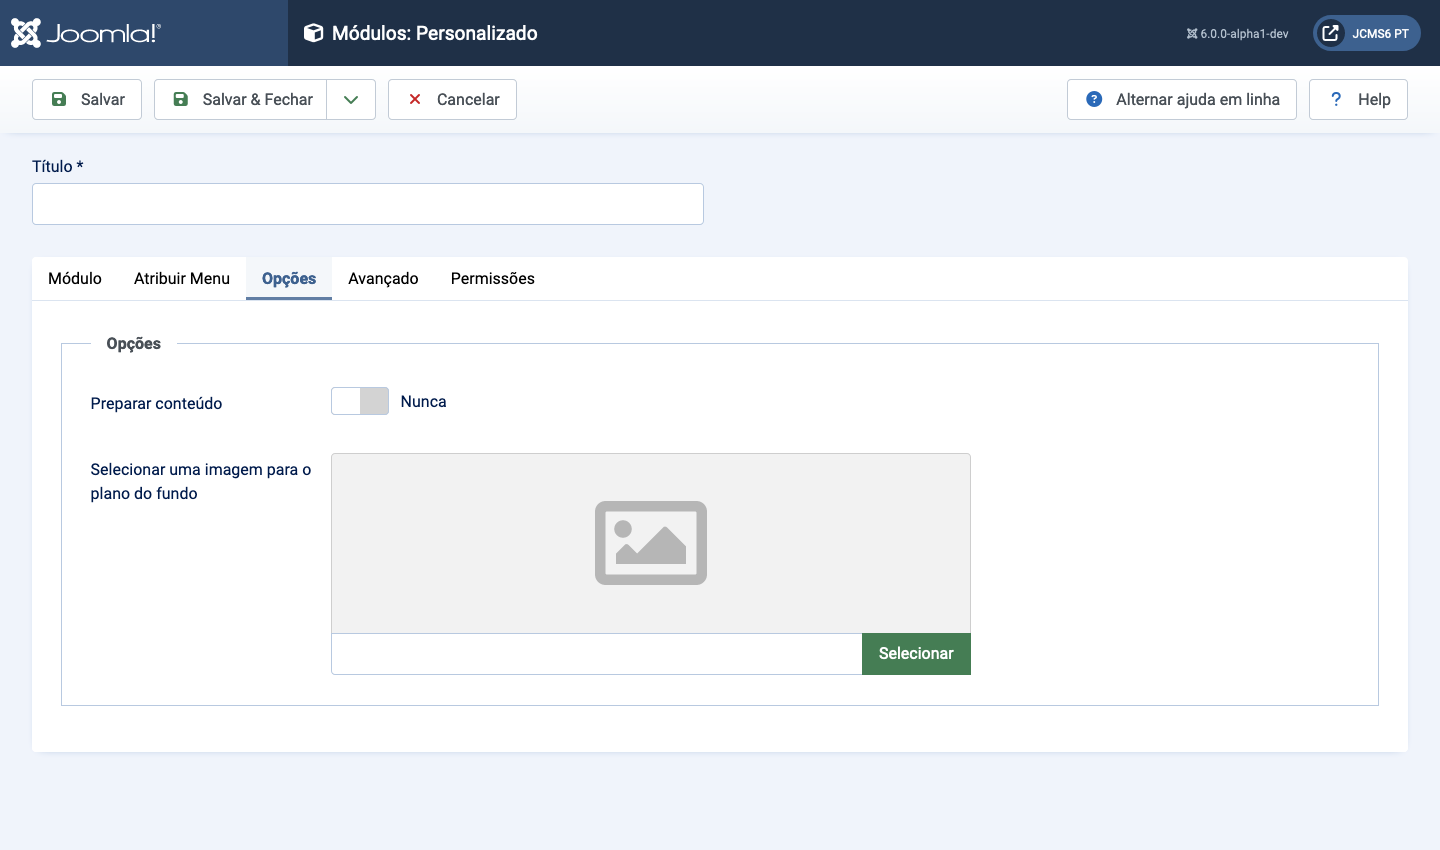 Joomla!®
Módulos: Personalizado
6.0.0-alpha1-dev
JCMS6 PT
Salvar
Salvar & Fechar
Cancelar
Alternar ajuda em linha
? Help
Título *
Módulo
Atribuir Menu
Opções
Avançado
Permissões
Opções
Preparar conteúdo
Nunca
Selecionar uma imagem para o
plano do fundo
Selecionar